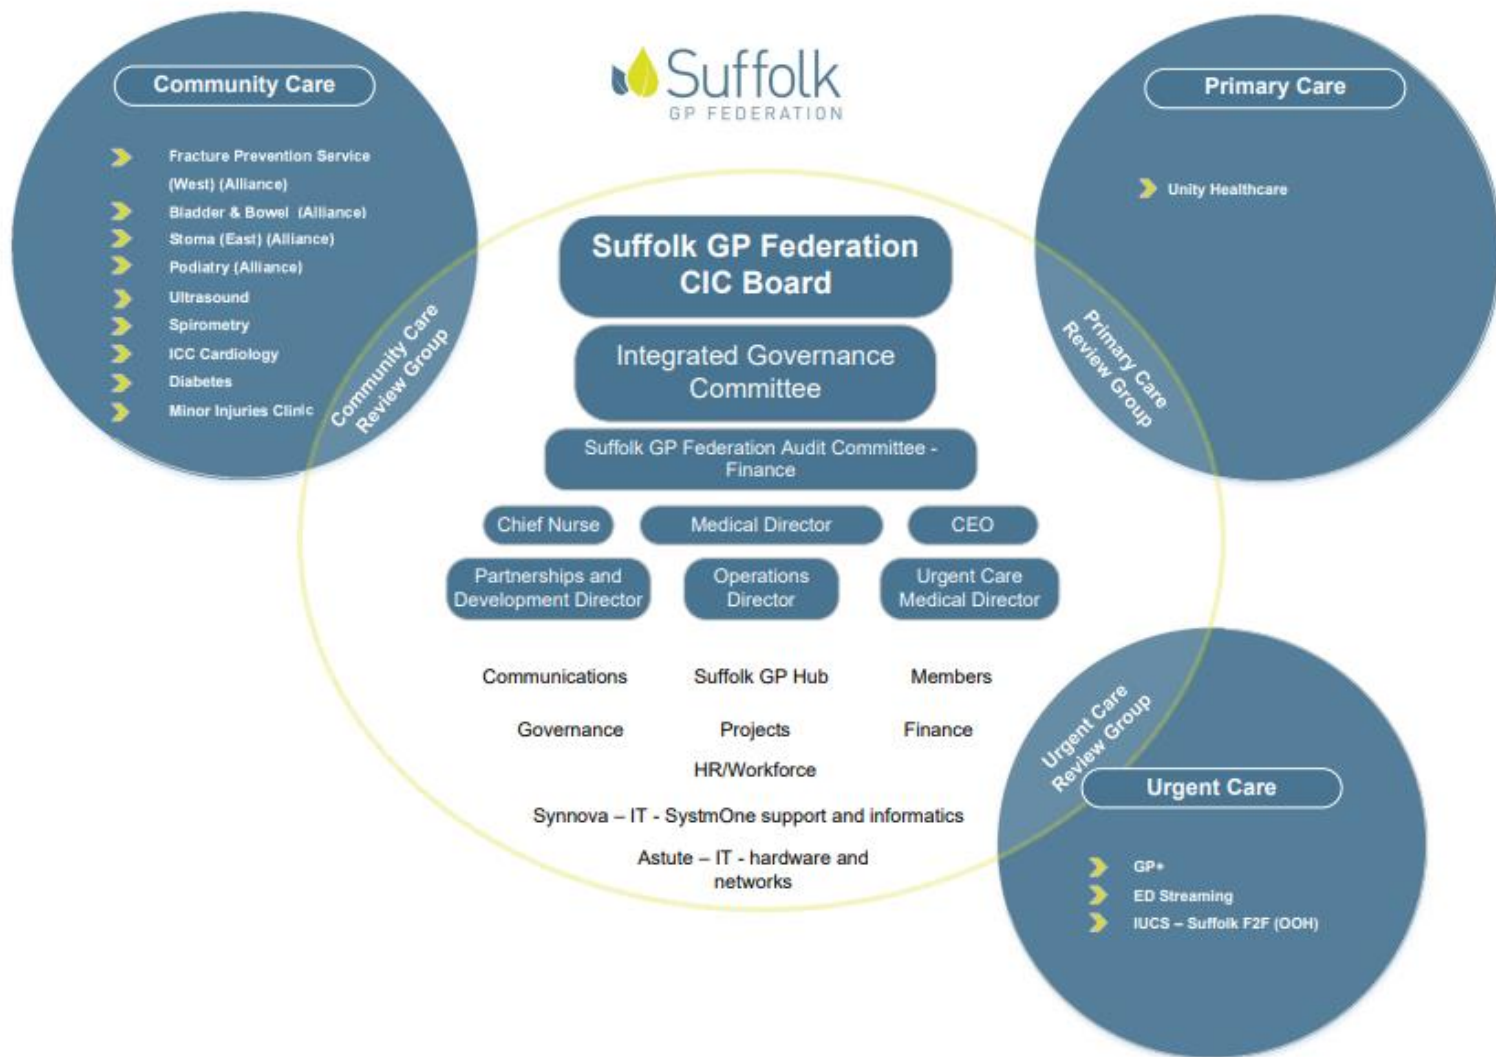 Suffolk
GP FEDERATION
Community Care
Fracture Prevention Service
(West) (Alliance)
Bladder & Bowel (Alliance)
Stoma (East) (Alliance)
Podiatry (Alliance)
Ultrasound
Spirometry
ICC Cardiology
Diabetes
Minor Injuries Clinic
Community Care
Review Group
Primary Care
Unity Healthcare
Primary Care
Review Group
Suffolk GP Federation
CIC Board
Integrated Governance
Committee
Suffolk GP Federation Audit Committee -
Finance
Chief Nurse
Medical Director
CEO
Partnerships and
Development Director
Operations
Director
Urgent Care
Medical Director
Communications
Suffolk GP Hub
Members
Governance
Projects
Finance
HR/Workforce
Synnova – IT - SystmOne support and informatics
Astute – IT - hardware and
networks
Urgent Care
Review Group
Urgent Care
GP+
ED Streaming
IUCS – Suffolk F2F (OOH)